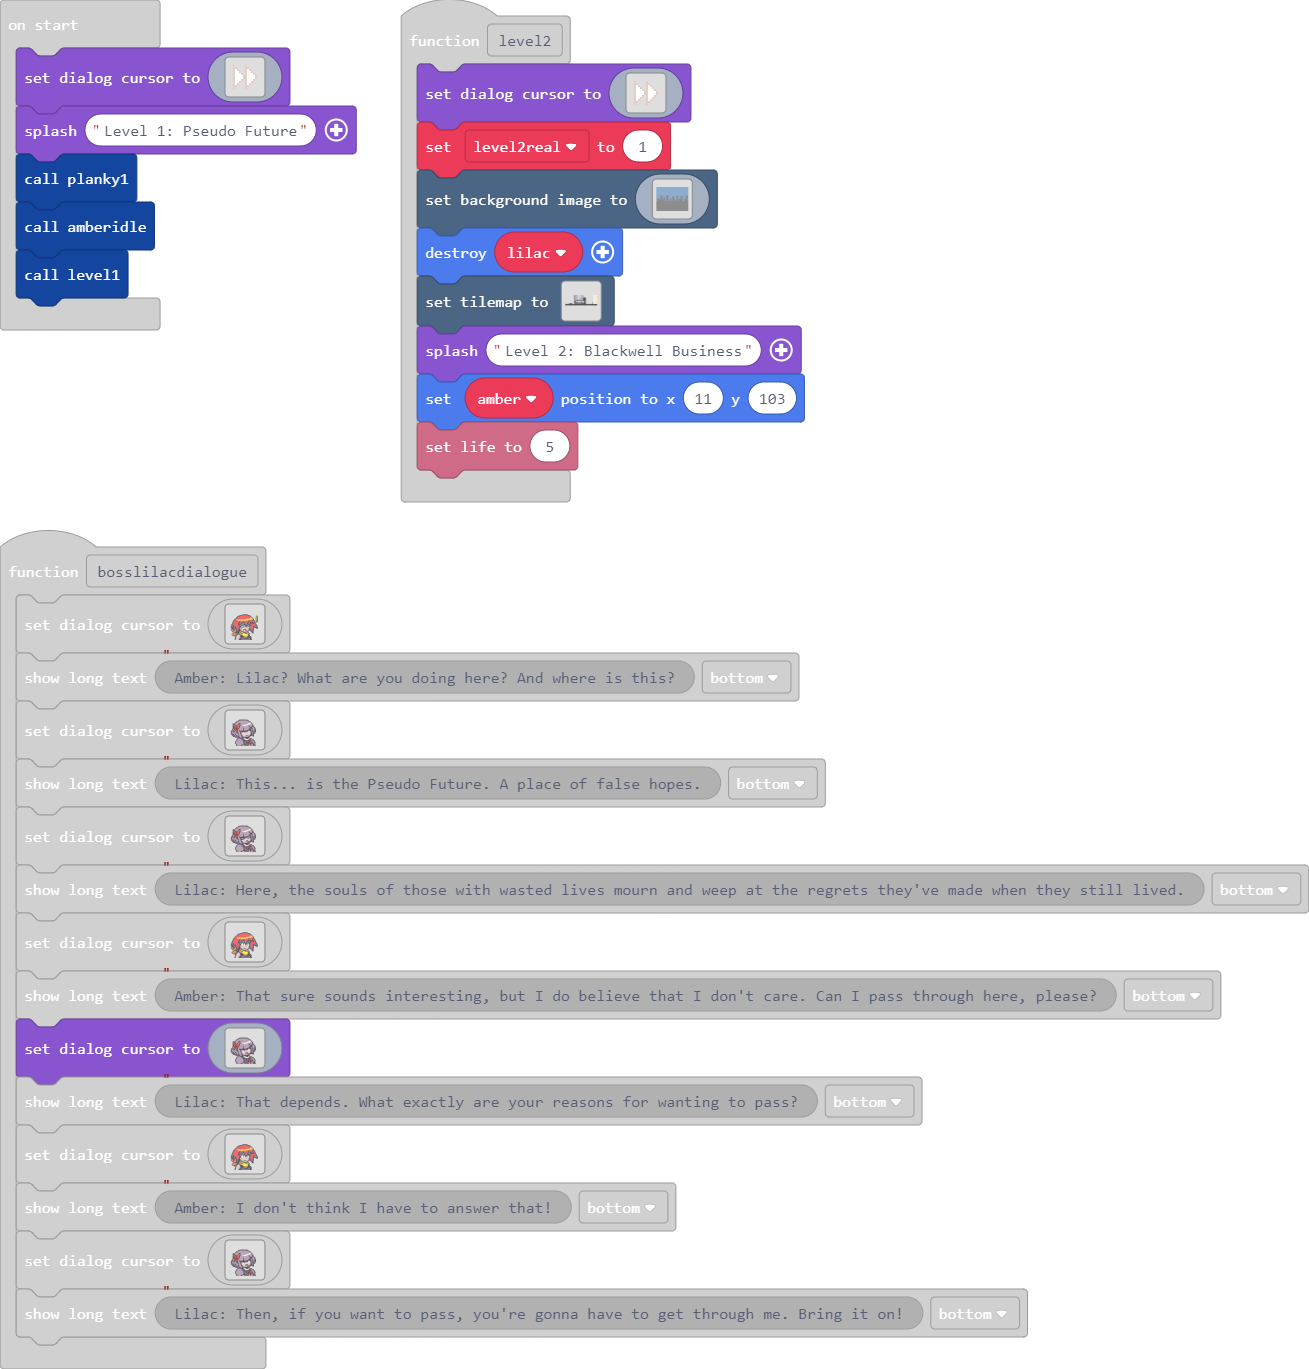 on start
set dialog cursor to
splash "Level 1: Pseudo Future"
call planky1
call amberidle
call level1
function level2
set dialog cursor to
set level2real to 1
set background image to
destroy lilac
set tilemap to
splash "Level 2: Blackwell Business"
set amber position to x 11 y 103
set life to 5
function bosslilacdialogue
set dialog cursor to
show long text "Amber: Lilac? What are you doing here? And where is this? bottom
set dialog cursor to
show long text "Lilac: This... is the Pseudo Future. A place of false hopes. bottom
set dialog cursor to
show long text "Lilac: Here, the souls of those with wasted lives mourn and weep at the regrets they've made when they still lived. bottom
set dialog cursor to
show long text "Amber: That sure sounds interesting, but I do believe that I don't care. Can I pass through here, please? bottom
set dialog cursor to
show long text "Lilac: That depends. What exactly are your reasons for wanting to pass? bottom
set dialog cursor to
show long text "Amber: I don't think I have to answer that! bottom
set dialog cursor to
show long text "Lilac: Then, if you want to pass, you're gonna have to get through me. Bring it on! bottom